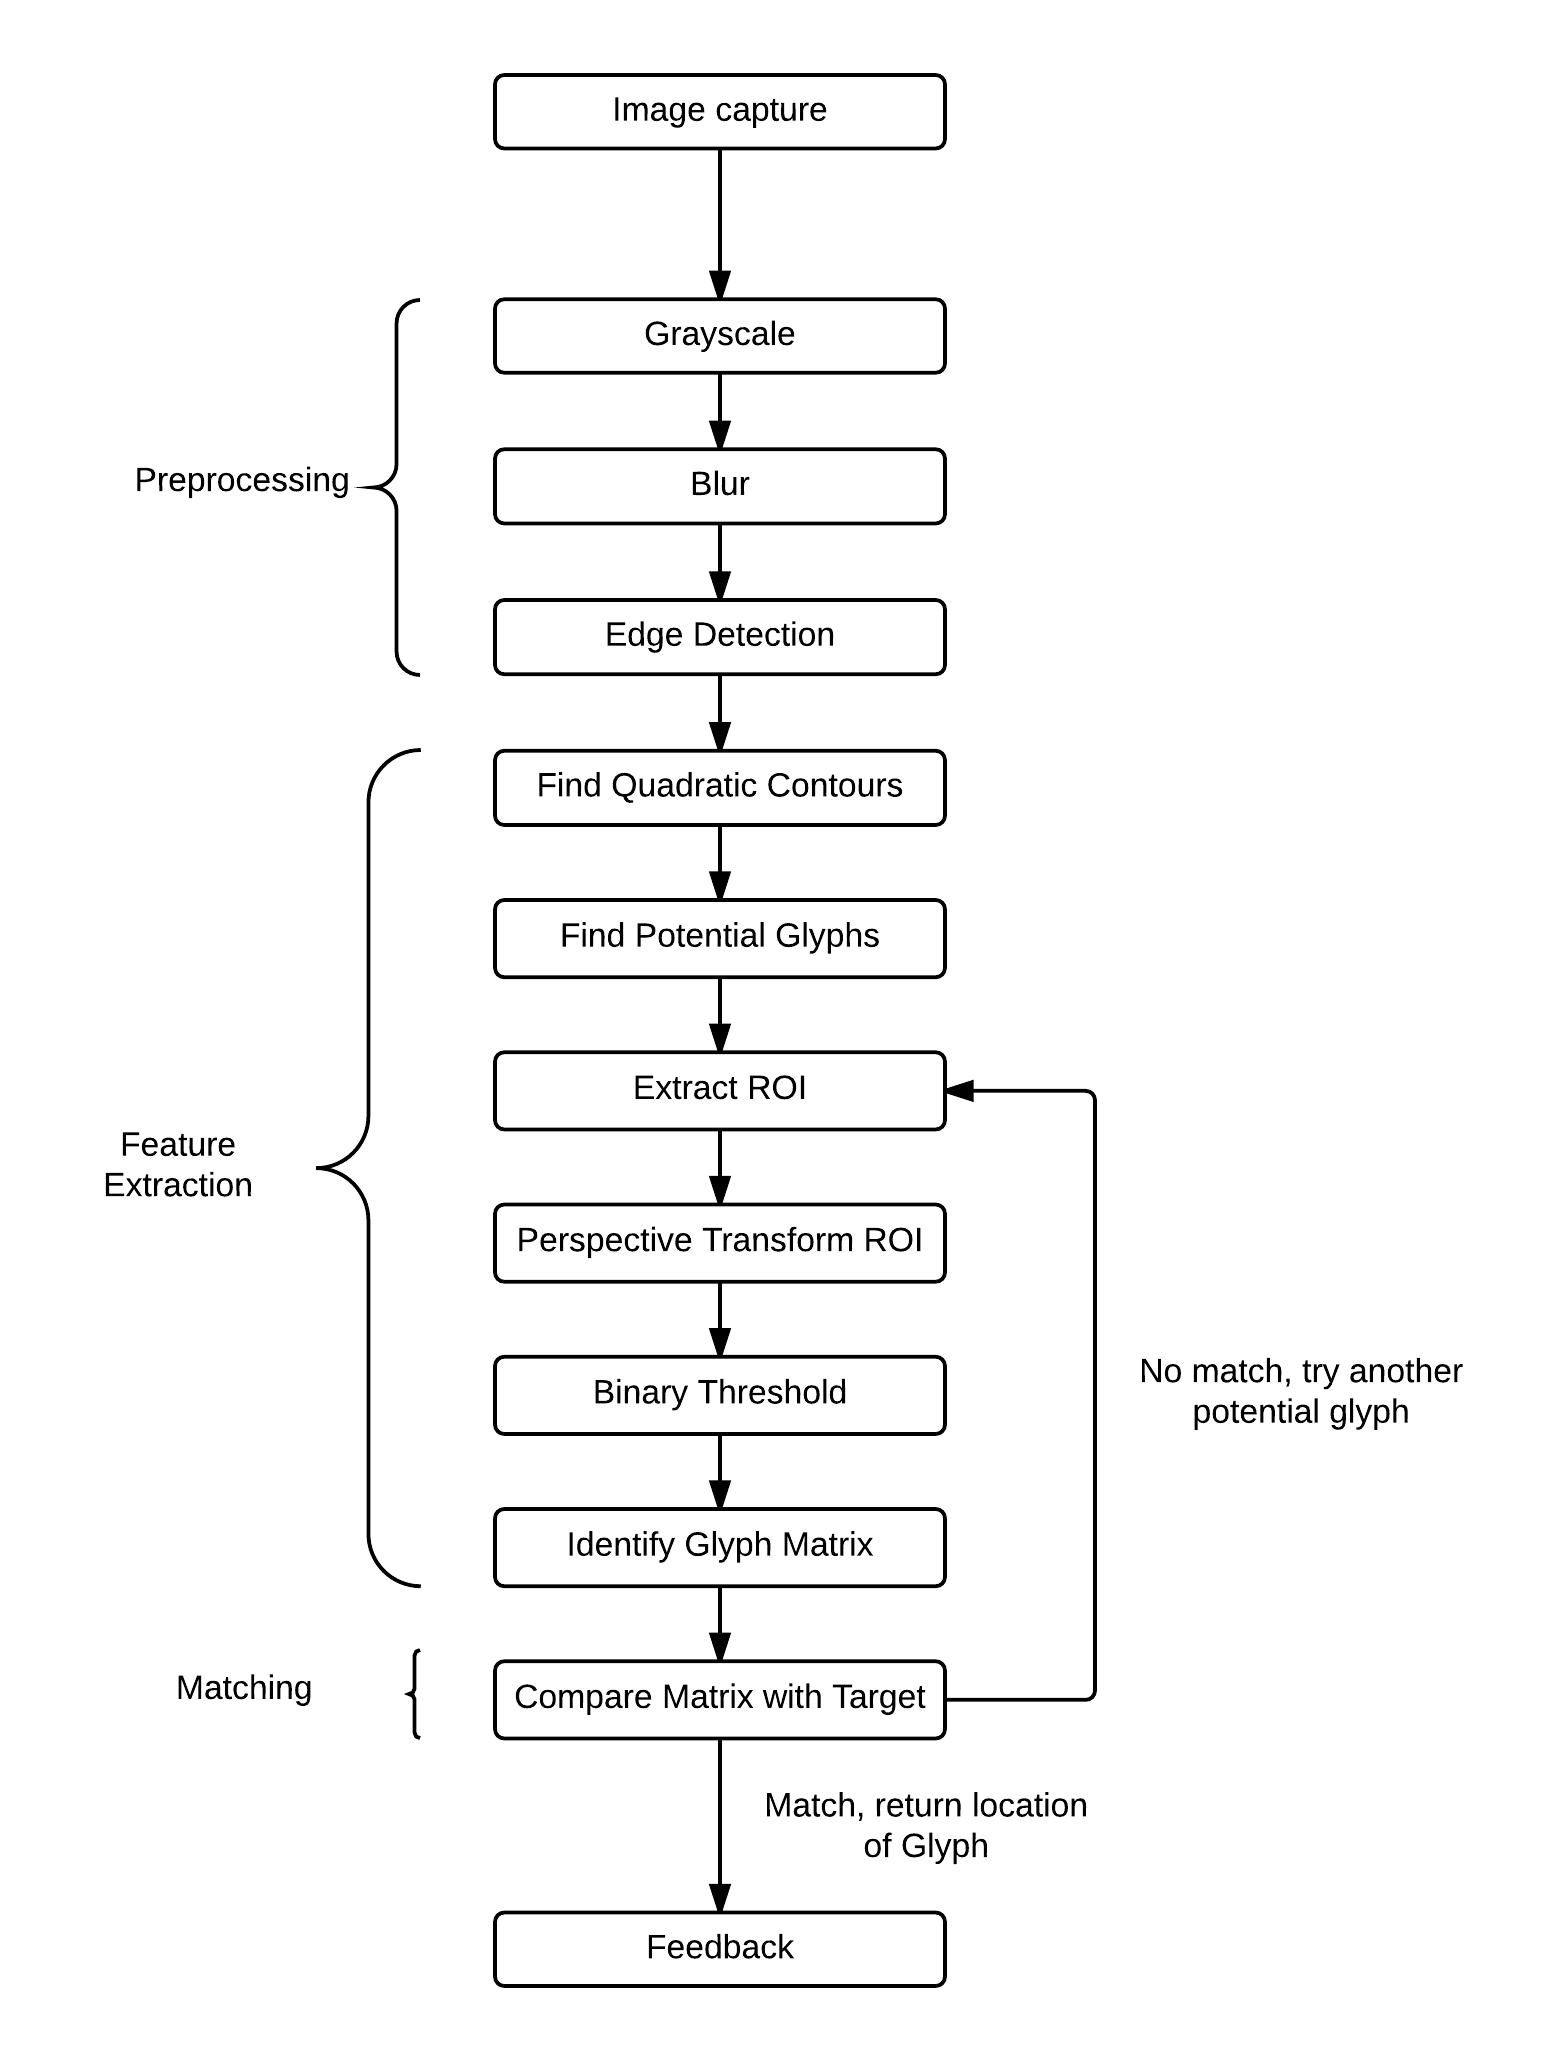 Image capture
Grayscale
Preprocessing
Blur
Edge Detection
Find Quadratic Contours
Find Potential Glyphs
Extract ROI
Feature
Extraction
Perspective Transform ROI
Binary Threshold
No match, try another
potential glyph
Identify Glyph Matrix
Matching
Compare Matrix with Target
Match, return location
of Glyph
Feedback